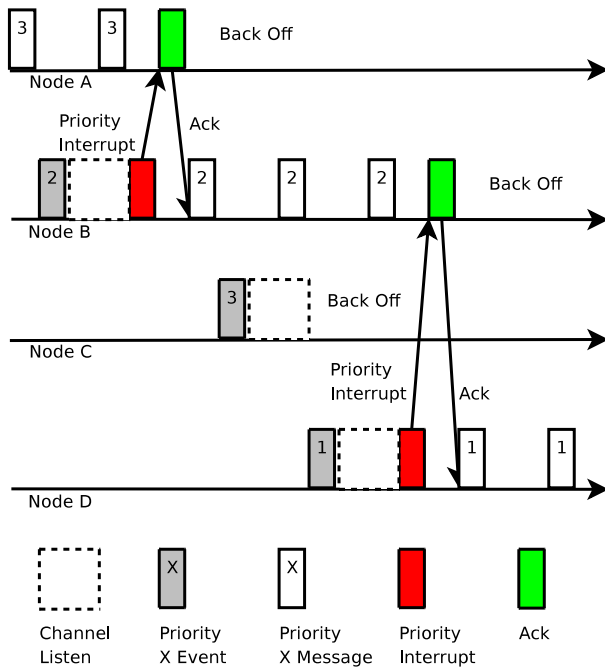 3
3
Back Off
Node A
Priority
Interrupt
Ack
2
2
2
2
Back Off
Node B
3
Back Off
Node C
Priority
Interrupt
Ack
1
1
1
Node D
X
X
Channel
Listen
Priority
X Event
Priority
X Message
Priority
Interrupt
Ack